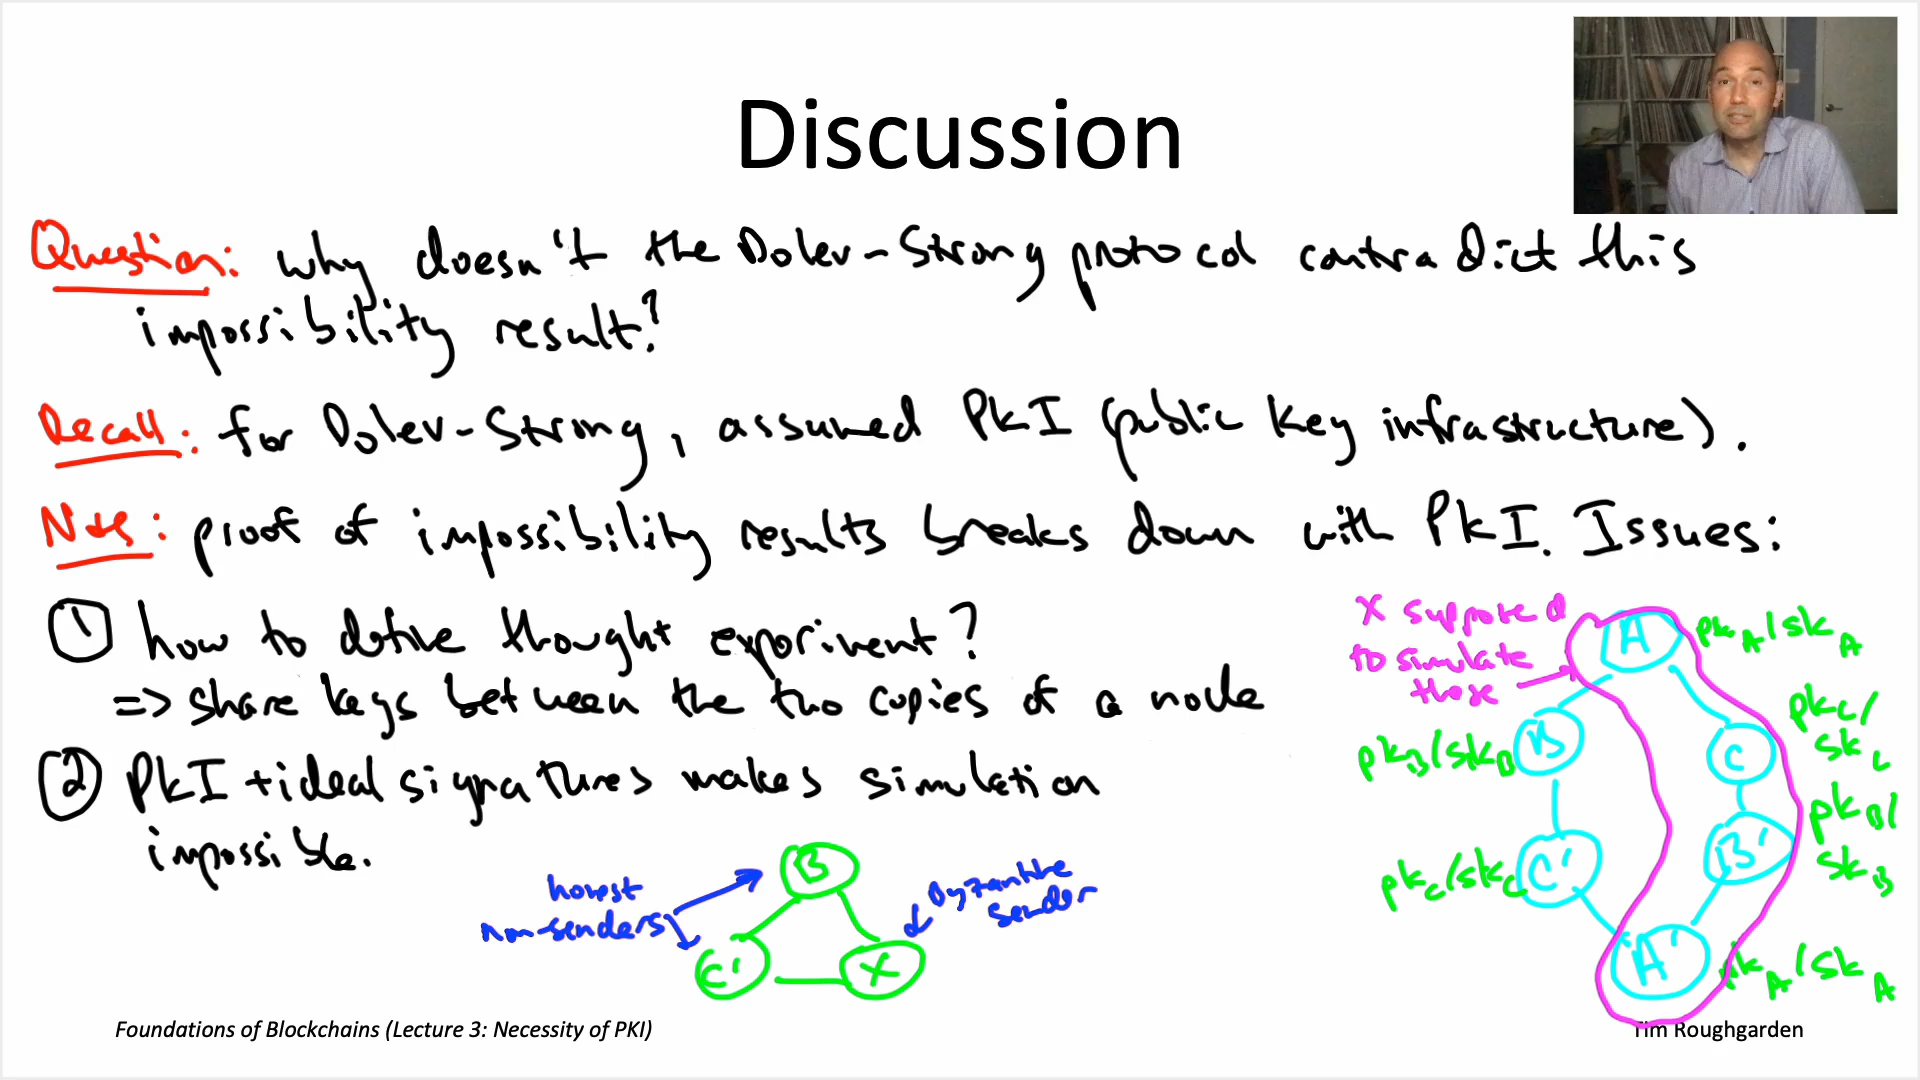 Discussion
Question: why doesn't the Dolev-Strong protocol contradict this
impossibility result?
Recall: for Dolev-Strong, assumed PKI (public key infrastructure).
Note: proof of impossibility results breaks down with PKI. Issues:
① how to define thought experiment?
=> share keys between the two copies of a node
② PKI + ideal signatures makes simulation
impossible.
honest
non-senders
B
C'
X
byzantine
sender
X supposed
to simulate
these
A
pkA/skA
B
pkB/skB
C
pkC/
skC
C'
pkC/skC
B'
pkB/
skB
A'
pkA/skA
Foundations of Blockchains (Lecture 3: Necessity of PKI)
Tim Roughgarden